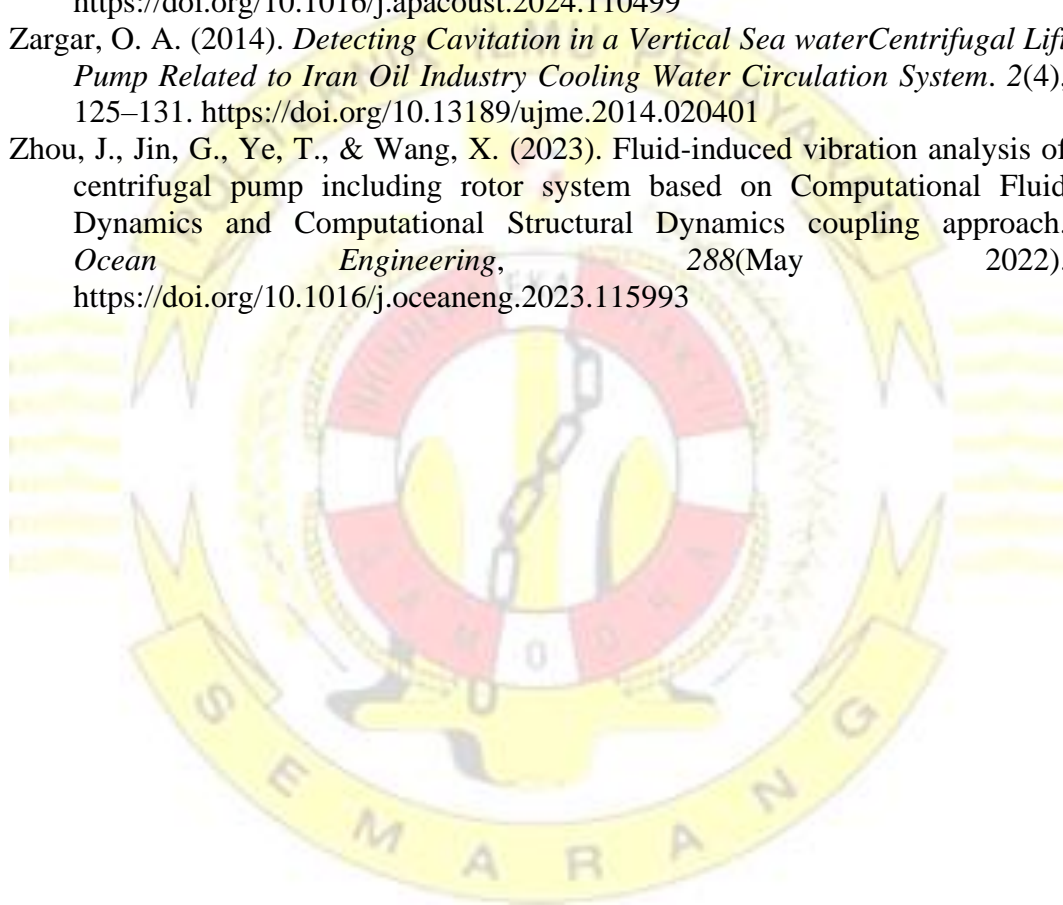 https://doi.org/10.1016/j.apacoust.2024.110499
Zargar, O. A. (2014). Detecting Cavitation in a Vertical Sea waterCentrifugal Lift
Pump Related to Iran Oil Industry Cooling Water Circulation System. 2(4),
125–131. https://doi.org/10.13189/ujme.2014.020401
Zhou, J., Jin, G., Ye, T., & Wang, X. (2023). Fluid-induced vibration analysis of
centrifugal pump including rotor system based on Computational Fluid
Dynamics and Computational Structural Dynamics coupling approach.
Ocean Engineering, 288(May 2022).
https://doi.org/10.1016/j.oceaneng.2023.115993
SEMARANG